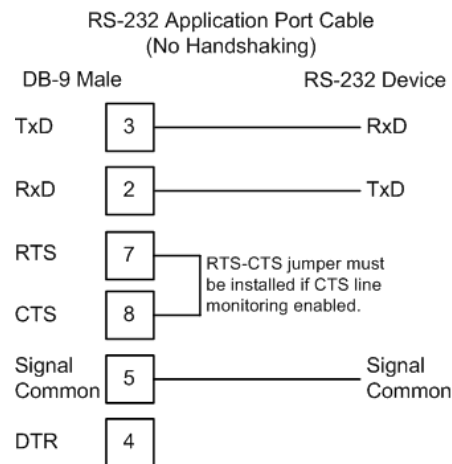 RS-232 Application Port Cable
(No Handshaking)
DB-9 Male RS-232 Device
TxD 3 RxD
RxD 2 TxD
RTS 7
RTS-CTS jumper must
be installed if CTS line
monitoring enabled.
CTS 8
Signal
Common 5 Signal
Common
DTR 4